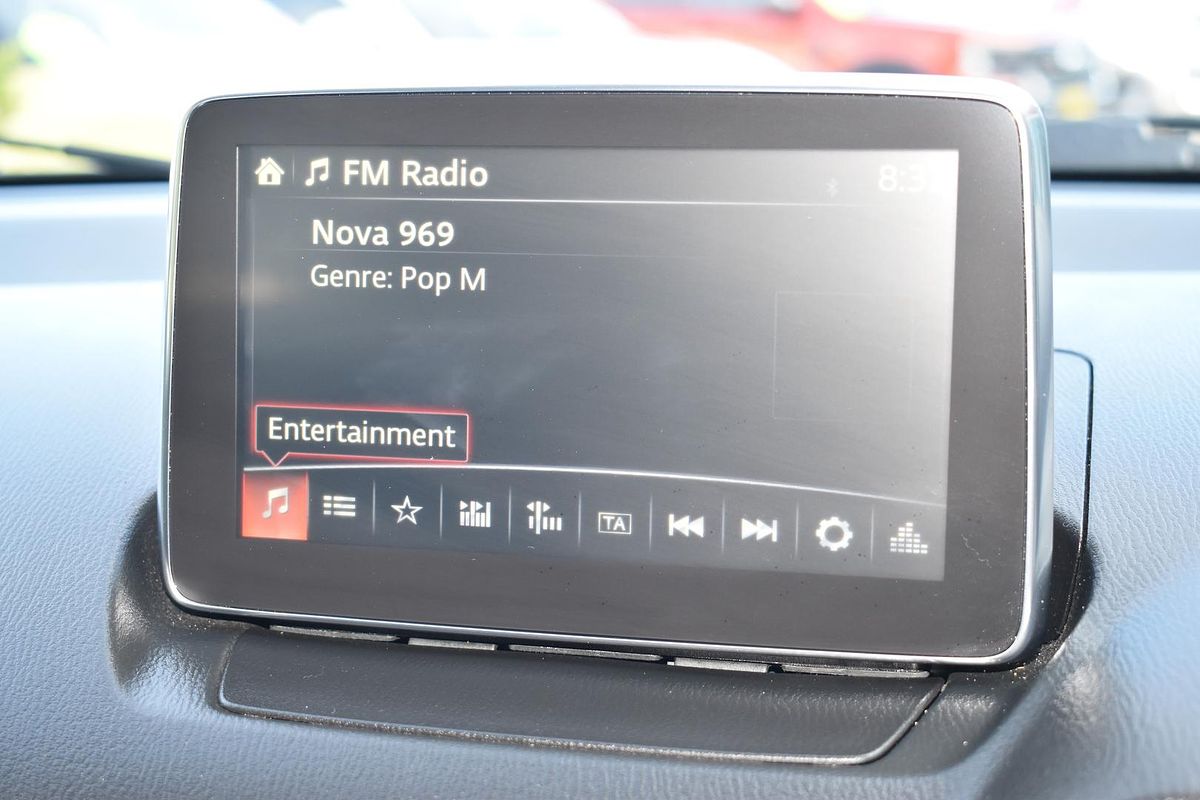 FM Radio
Nova 969
Genre: Pop M
Entertainment
TA